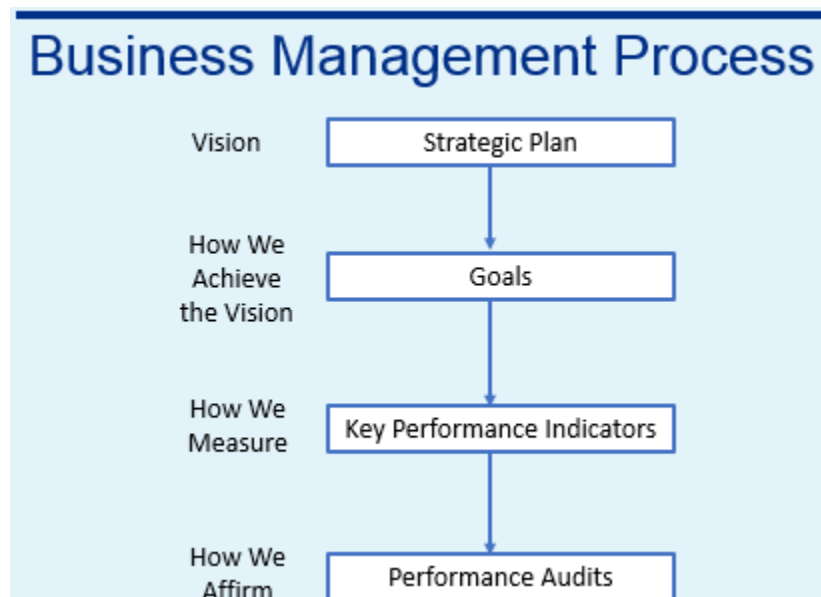 Business Management Process
Vision
Strategic Plan
How We
Achieve
the Vision
Goals
How We
Measure
Key Performance Indicators
How We
Affirm
Performance Audits